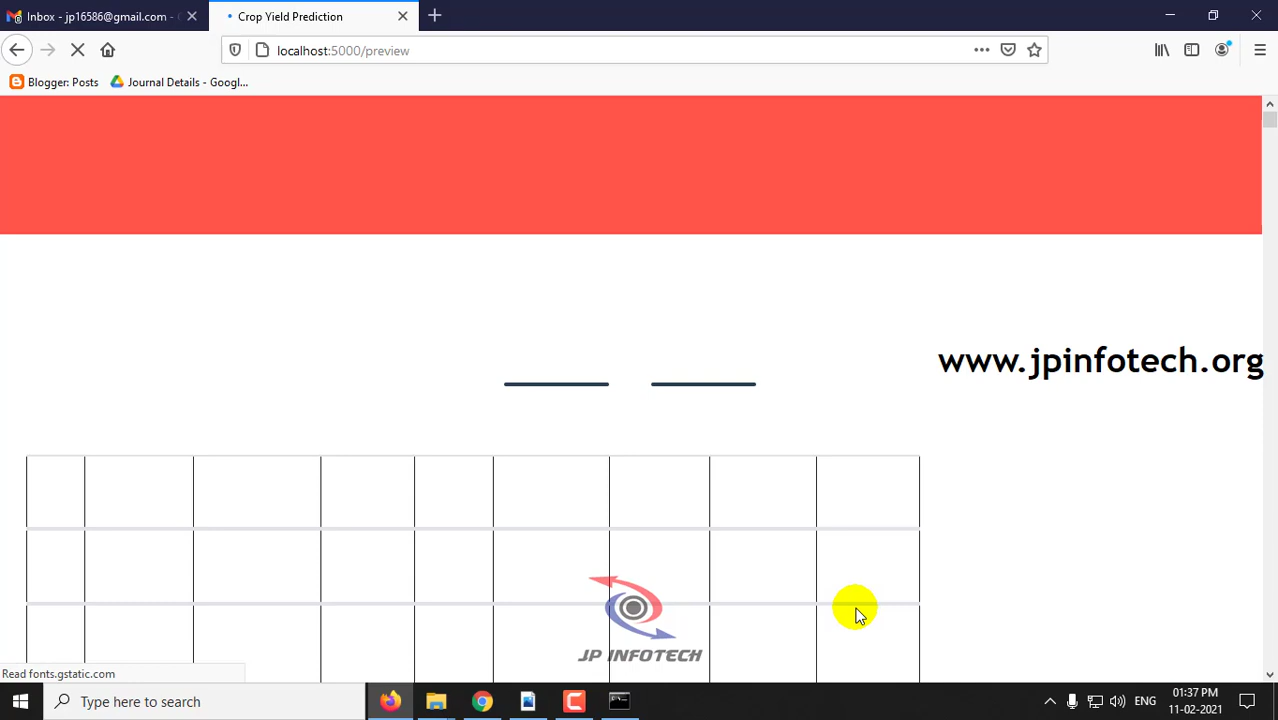 Inbox - jp16586@gmail.com -
Crop Yield Prediction
localhost:5000/preview
Blogger: Posts
Journal Details - Googl...
www.jpinfotech.org
JP INFOTECH
Read fonts.gstatic.com
Type here to search
ENG
01:37 PM
11-02-2021